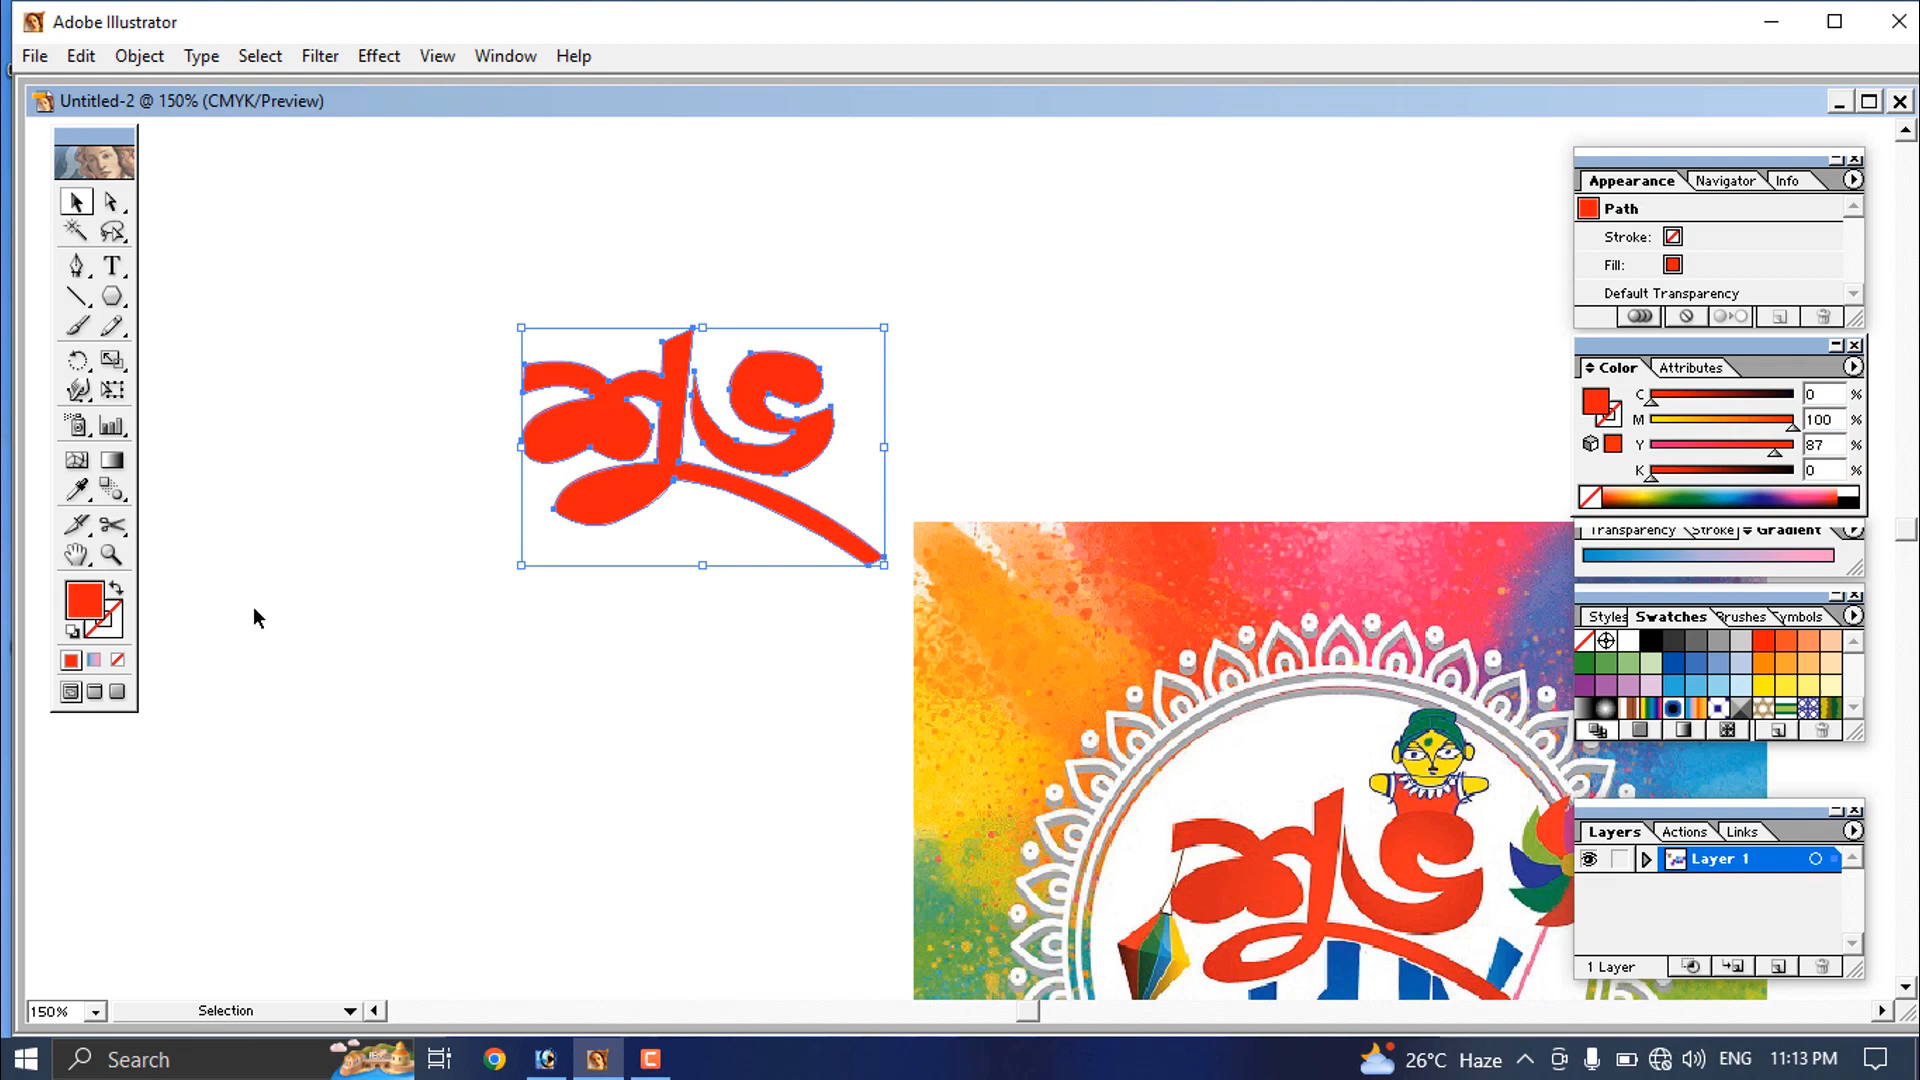 Adobe Illustrator
File Edit Object Type Select Filter Effect View Window Help
Untitled-2 @ 150% (CMYK/Preview)
Appearance Navigator Info
Path
Stroke:
Fill:
Default Transparency
Color Attributes
C 0 %
M 100 %
Y 87 %
K 0 %
Transparency Stroke Gradient
Styles Swatches Brushes Symbols
Layers Actions Links
Layer 1
1 Layer
150% Selection
Search 26°C Haze ENG 11:13 PM